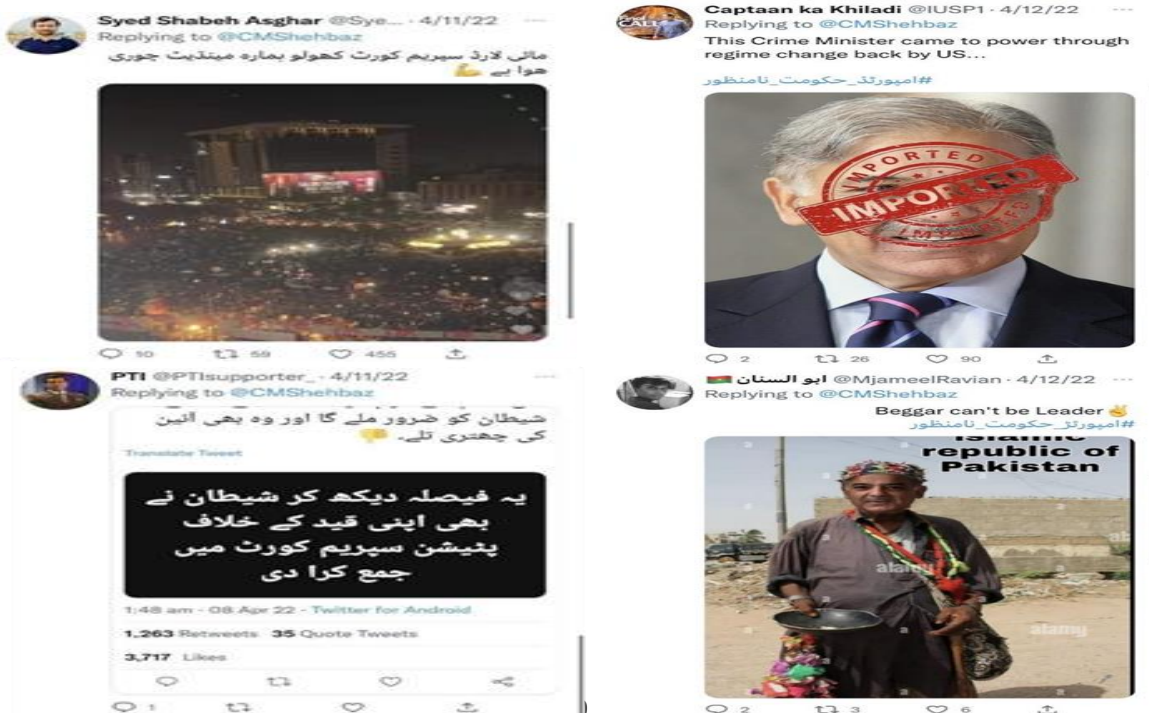 Syed Shabeh Asghar @Sye... · 4/11/22
Replying to @CMShehbaz
مائی لارڈ سپریم کورٹ کھولو ہمارہ مینڈیٹ چوری
ھوا ہے 💪
10 59 455
Captaan ka Khiladi @IUSP1 · 4/12/22
Replying to @CMShehbaz
This Crime Minister came to power through
regime change back by US...
#امپورٹڈ_حکومت_نامنظور
IMPORTED
IMPORTED
2 26 90
PTI @PTIsupporter_ · 4/11/22
Replying to @CMShehbaz
شیطان کو ضرور ملے گا اور وہ بھی آئین
کی چھتری تلے۔ 👎
Translate Tweet
یہ فیصلہ دیکھ کر شیطان نے
بھی اپنی قید کے خلاف
پٹیشن سپریم کورٹ میں
جمع کرا دی
1:48 am · 08 Apr 22 · Twitter for Android
1,263 Retweets 35 Quote Tweets
3,717 Likes
1
ابو السنان @MjameelRavian · 4/12/22
Replying to @CMShehbaz
Beggar can't be Leader ✌
#امپورٹڑ_حکومت_نامنظور
Islamic
republic of
Pakistan
alamy
alamy
2 3 6